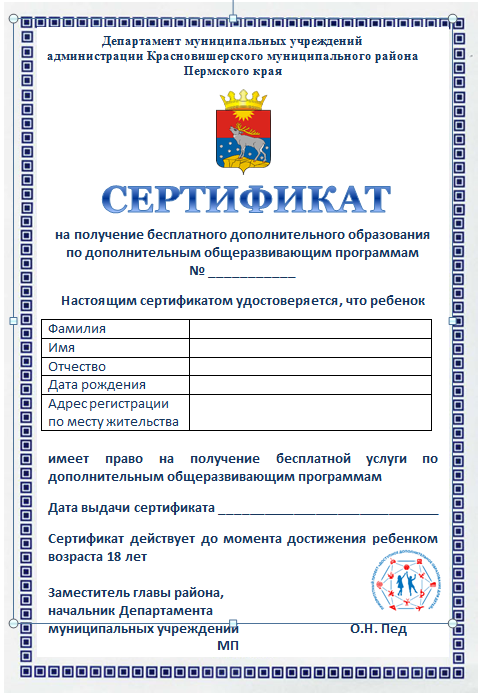 Департамент муниципальных учреждений
администрации Красновишерского муниципального района
Пермского края
СЕРТИФИКАТ
на получение бесплатного дополнительного образования
по дополнительным общеразвивающим программам
№ ___________
Настоящим сертификатом удостоверяется, что ребенок
Фамилия
Имя
Отчество
Дата рождения
Адрес регистрации
по месту жительства
имеет право на получение бесплатной услуги по
дополнительным общеразвивающим программам
Дата выдачи сертификата ____________________________
Сертификат действует до момента достижения ребенком
возраста 18 лет
Заместитель главы района,
начальник Департамента
муниципальных учреждений О.Н. Пед
МП